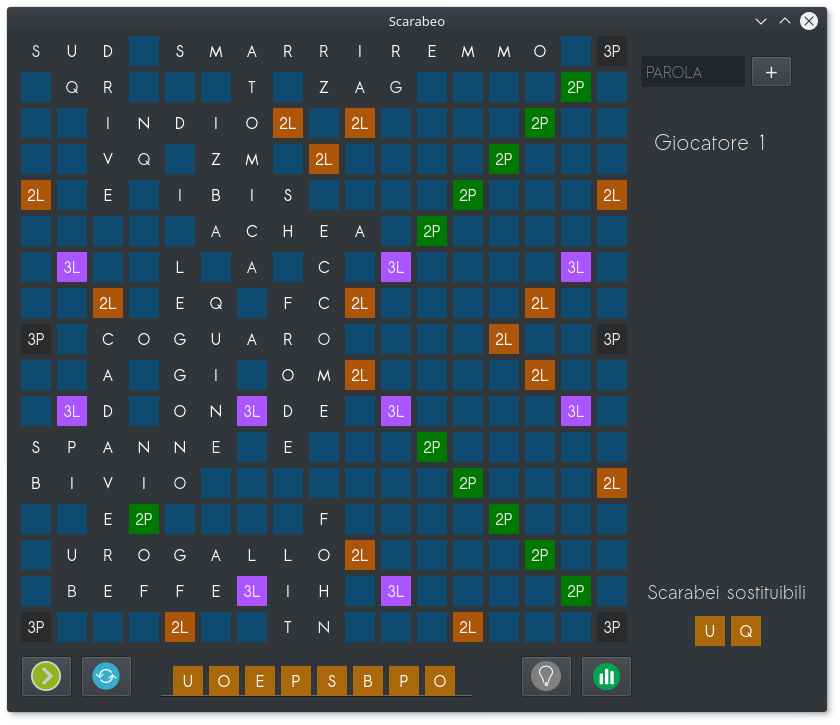 Scarabeo
S U D S M A R R I R E M M O 3P
Q R T Z A G 2P
PAROLA +
I N D I O 2L 2L 2P
Giocatore 1
V Q Z M 2L 2P
2L E I B I S 2P 2L
A C H E A 2P
3L L A C 3L 3L
2L E Q F C 2L 2L
3P C O G U A R O 2L 3P
A G I O M 2L 2L
3L D O N 3L D E 3L 3L
S P A N N E E 2P
B I V I O 2P 2L
E 2P F 2P
U R O G A L L O 2L 2P
B E F F E 3L I H 3L 2P
Scarabei sostituibili
3P 2L T N 2L 3P
U Q
U O E P S B P O